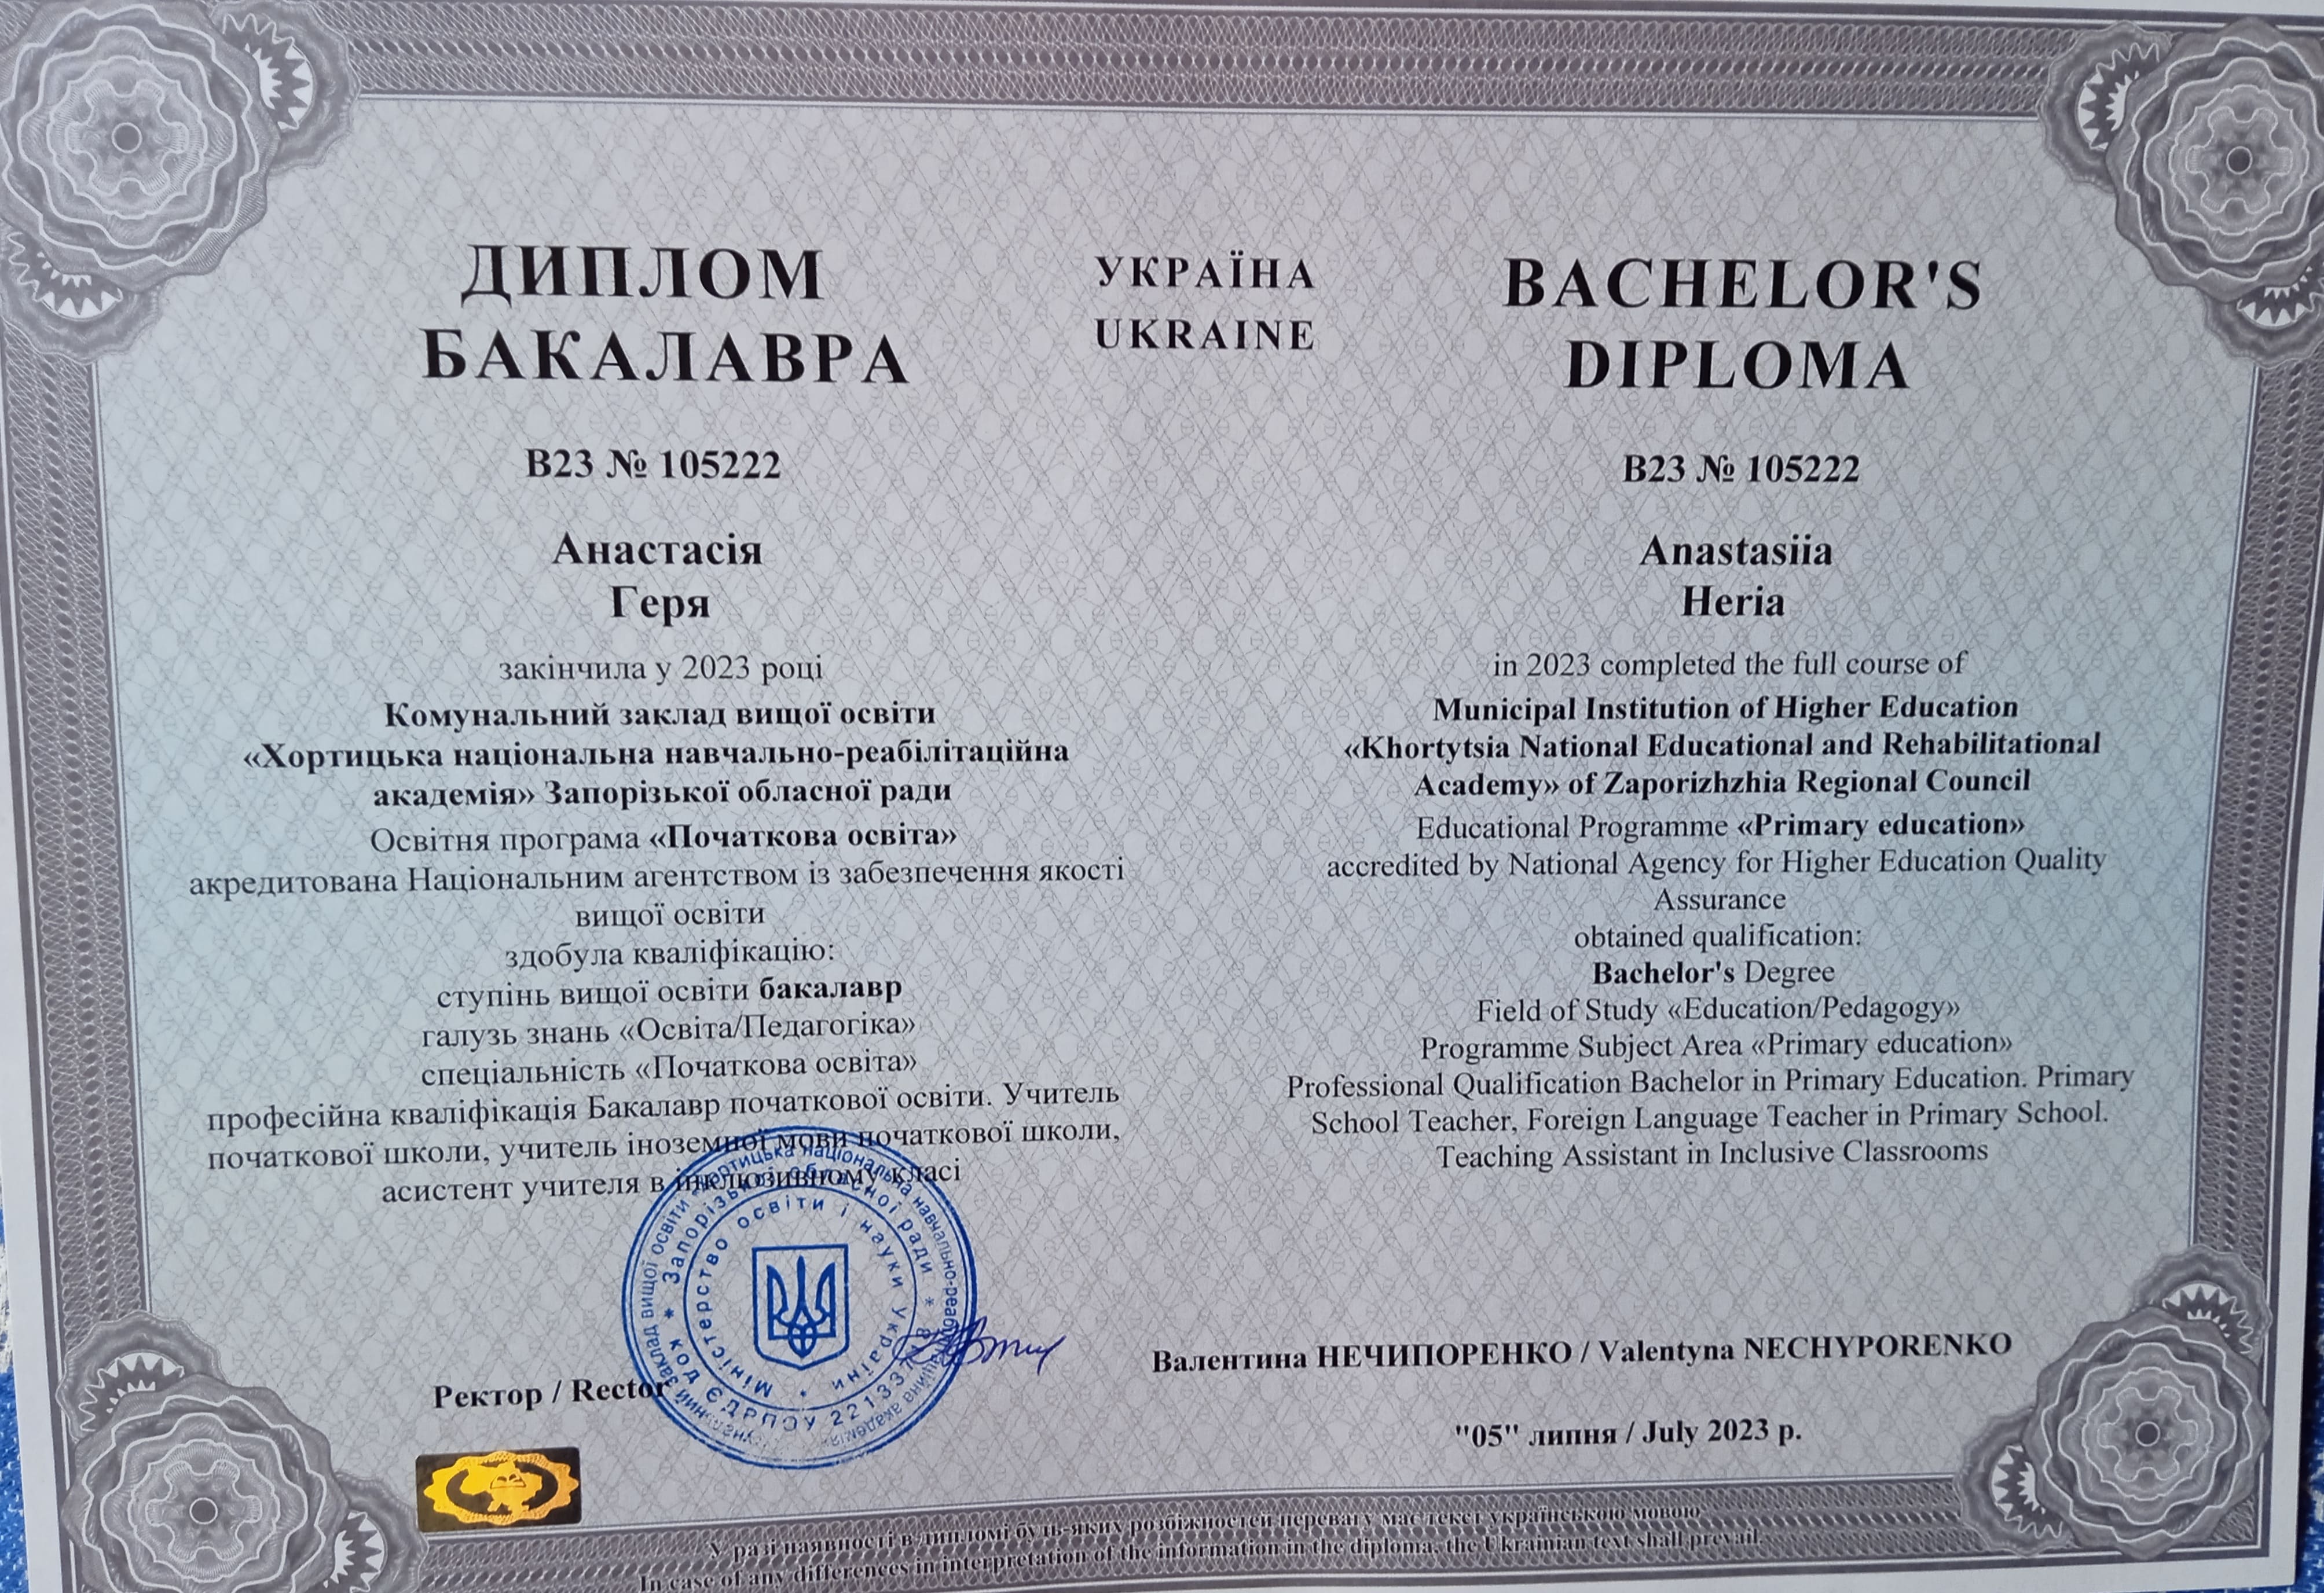 ДИПЛОМ
БАКАЛАВРА
В23 № 105222
Анастасія
Геря
закінчила у 2023 році
Комунальний заклад вищої освіти
«Хортицька національна навчально-реабілітаційна
академія» Запорізької обласної ради
Освітня програма «Початкова освіта»
акредитована Національним агентством із забезпечення якості
вищої освіти
здобула кваліфікацію:
ступінь вищої освіти бакалавр
галузь знань «Освіта/Педагогіка»
спеціальність «Початкова освіта»
професійна кваліфікація Бакалавр початкової освіти. Учитель
початкової школи, учитель іноземної мови початкової школи,
асистент учителя в інклюзивному класі
УКРАЇНА
UKRAINE
BACHELOR'S
DIPLOMA
B23 № 105222
Anastasiia
Heria
in 2023 completed the full course of
Municipal Institution of Higher Education
«Khortytsia National Educational and Rehabilitational
Academy» of Zaporizhzhia Regional Council
Educational Programme «Primary education»
accredited by National Agency for Higher Education Quality
Assurance
obtained qualification:
Bachelor's Degree
Field of Study «Education/Pedagogy»
Programme Subject Area «Primary education»
Professional Qualification Bachelor in Primary Education. Primary
School Teacher, Foreign Language Teacher in Primary School.
Teaching Assistant in Inclusive Classrooms
заклад вищої освіти «Хортицька національна навчально-реабілітаційна академія»
* Запорізької обласної ради *
код ЄДРПОУ
Міністерство освіти і науки України
Ректор / Rector
Валентина НЕЧИПОРЕНКО / Valentyna NECHYPORENKO
"05" липня / July 2023 р.
У разі наявності в дипломі будь-яких розбіжностей перевагу має текст українською мовою
In case of any differences in interpretation of the information in the diploma, the Ukrainian text shall prevail.